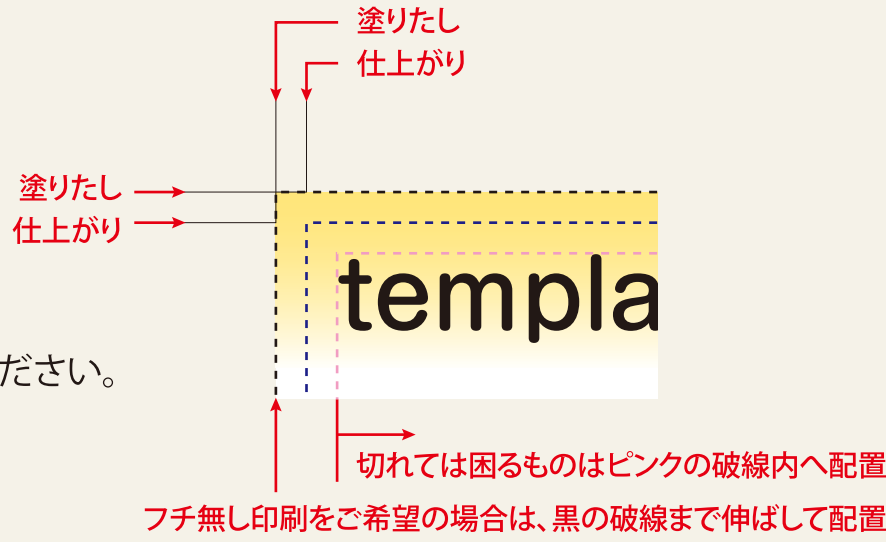 塗りたし
仕上がり
塗りたし
仕上がり
templa
ださい。
切れては困るものはピンクの破線内へ配置
フチ無し印刷をご希望の場合は、黒の破線まで伸ばして配置